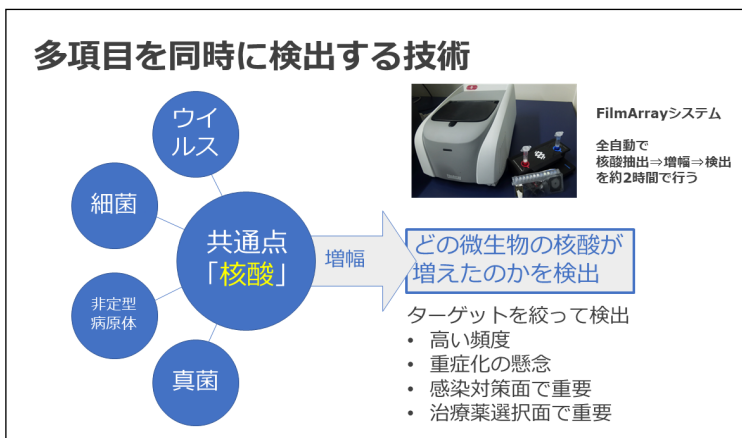 多項目を同時に検出する技術
ウイ
ルス
細菌
非定型
病原体
真菌
共通点
「核酸」
増幅
FilmArrayシステム
全自動で
核酸抽出⇒増幅⇒検出
を約2時間で行う
どの微生物の核酸が
増えたのかを検出
ターゲットを絞って検出
• 高い頻度
• 重症化の懸念
• 感染対策面で重要
• 治療薬選択面で重要